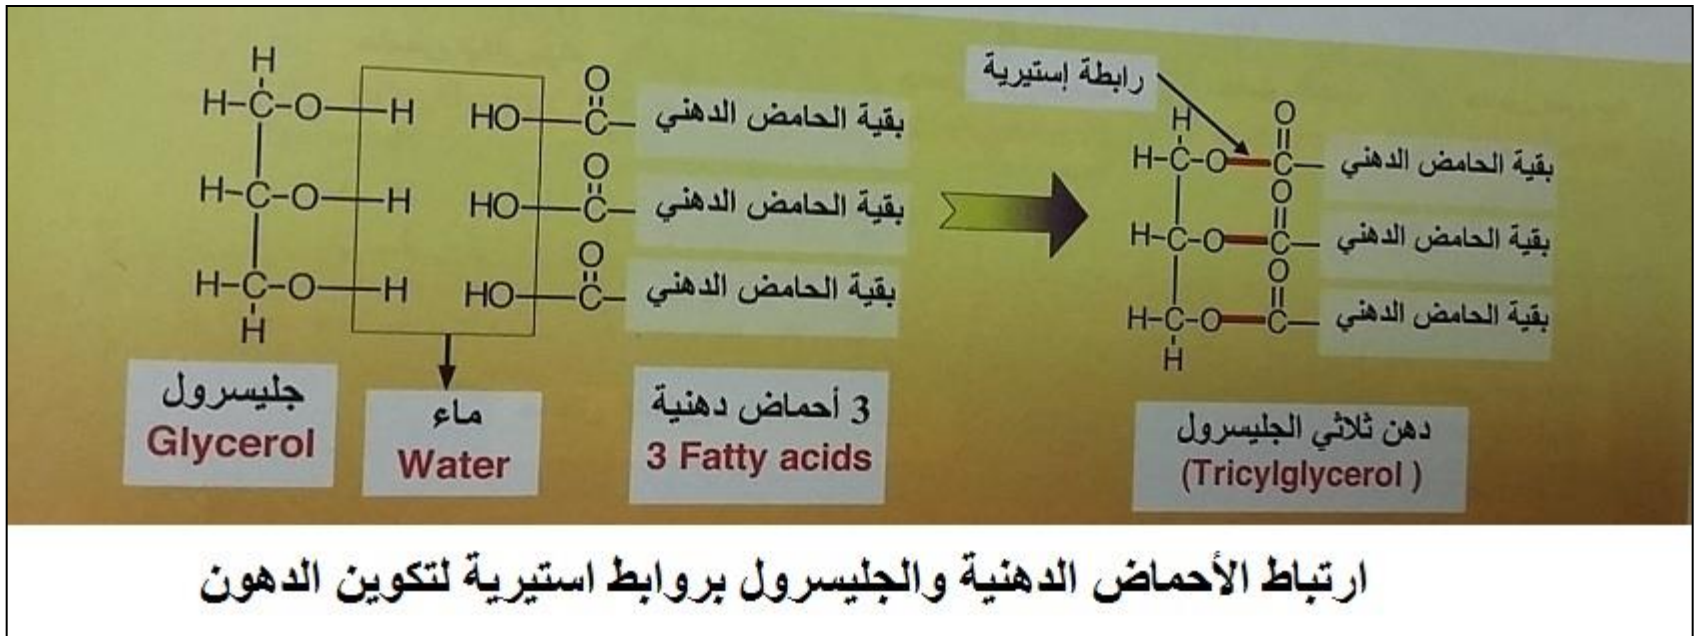 H
H-C-O-H
HO-C-
O
بقية الحامض الدهني
H-C-O-H
HO-C-
O
بقية الحامض الدهني
H-C-O-H
H
HO-C-
O
بقية الحامض الدهني
جليسرول
Glycerol
ماء
Water
3 أحماض دهنية
3 Fatty acids
رابطة إستيرية
H
H-C-O-C-
O
بقية الحامض الدهني
H-C-O-C-
O
بقية الحامض الدهني
H-C-O-C-
O
H
بقية الحامض الدهني
دهن ثلاثي الجليسرول
(Tricylglycerol )
ارتباط الأحماض الدهنية والجليسرول بروابط استيرية لتكوين الدهون